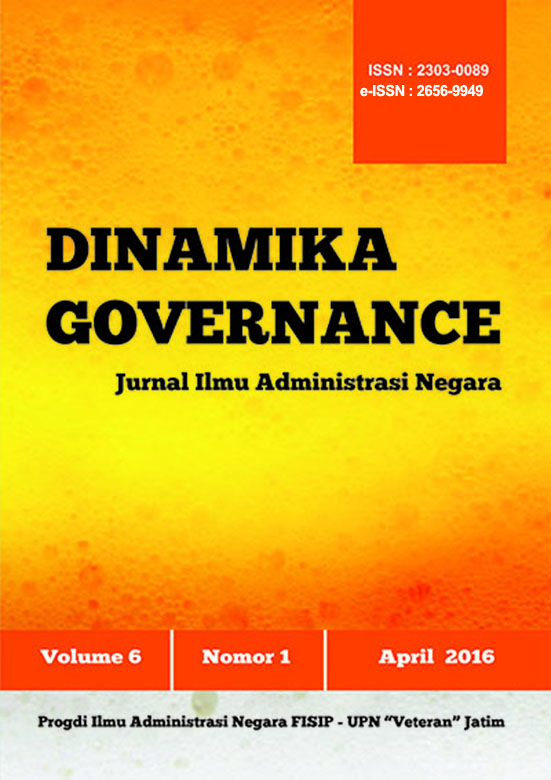 ISSN : 2303-0089
e-ISSN : 2656-9949
DINAMIKA
GOVERNANCE
Jurnal Ilmu Administrasi Negara
Volume 6
Nomor 1
April 2016
Progdi Ilmu Administrasi Negara FISIP - UPN “Veteran” Jatim